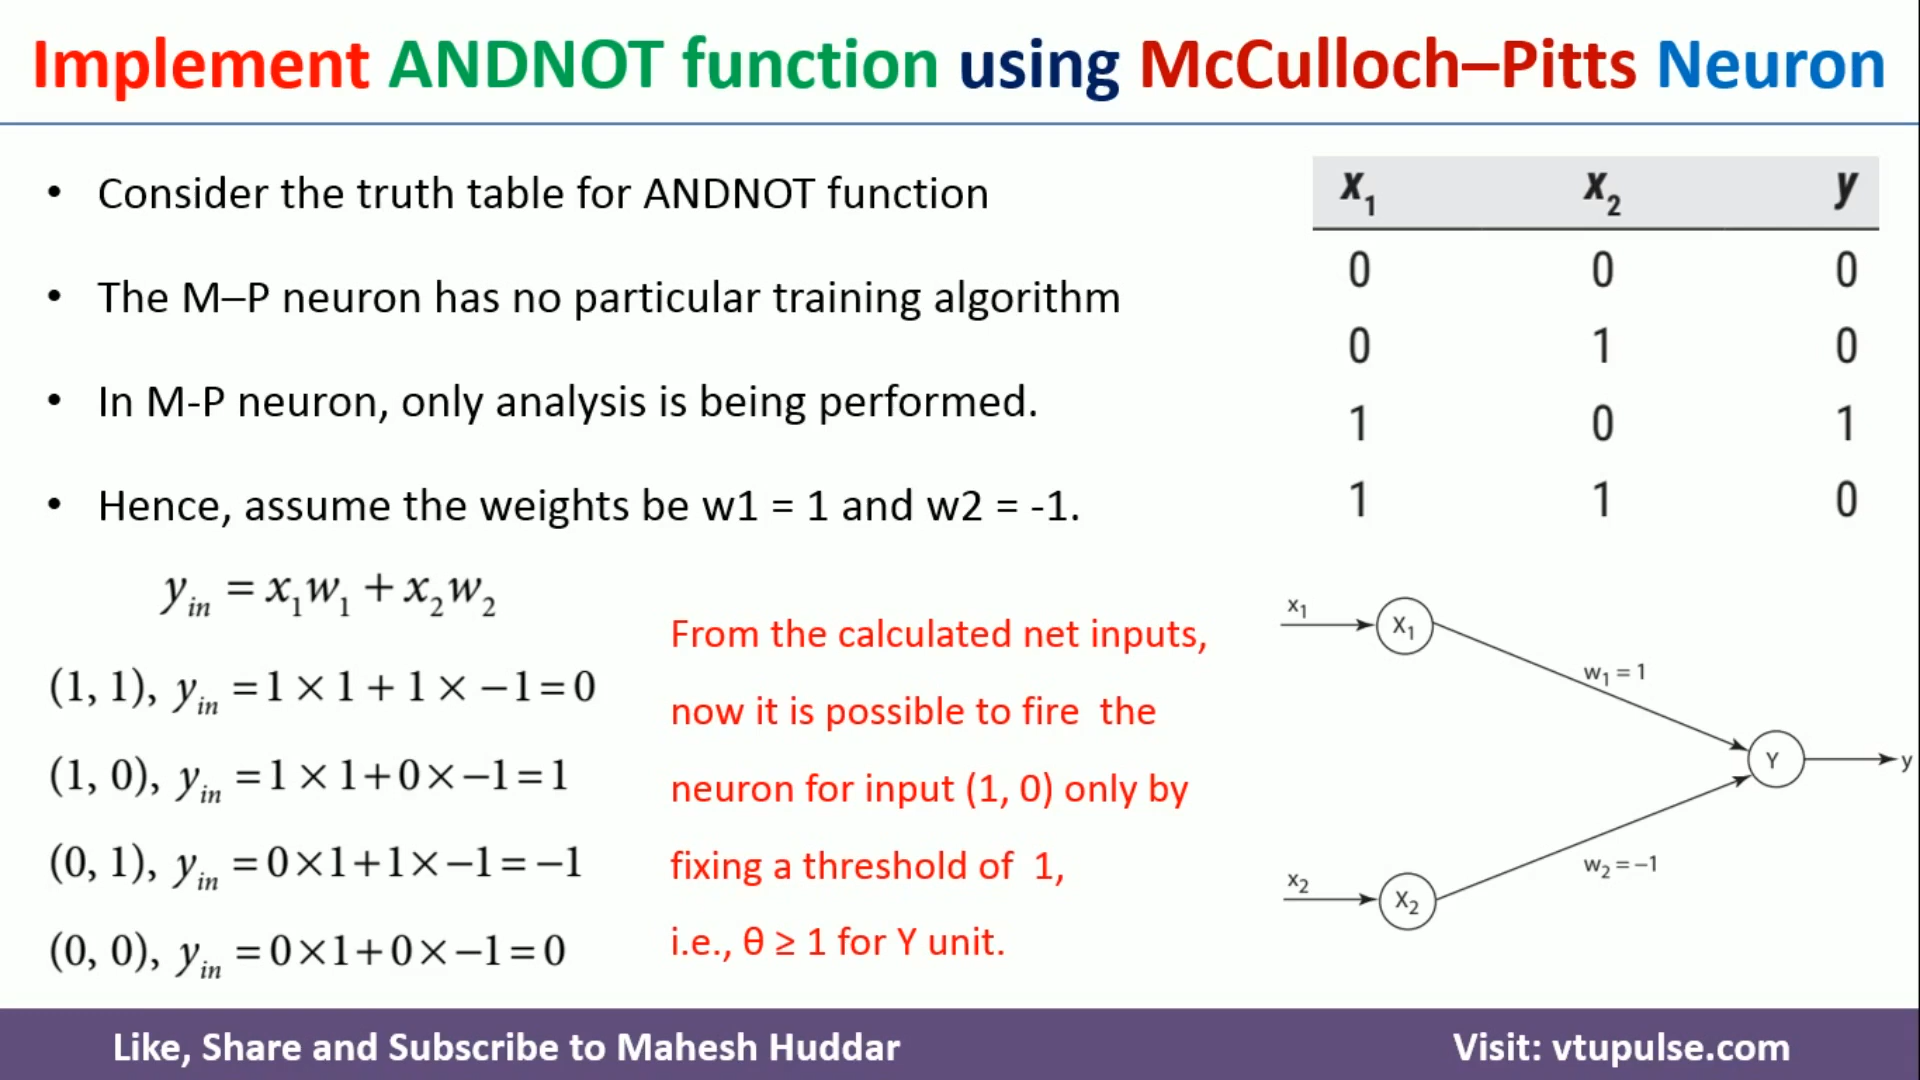 Implement ANDNOT function using McCulloch–Pitts Neuron
• Consider the truth table for ANDNOT function
• The M–P neuron has no particular training algorithm
• In M-P neuron, only analysis is being performed.
• Hence, assume the weights be w1 = 1 and w2 = -1.
y_in = x₁w₁ + x₂w₂
(1, 1), y_in = 1 × 1 + 1 × −1 = 0
(1, 0), y_in = 1 × 1 + 0 × −1 = 1
(0, 1), y_in = 0 × 1 + 1 × −1 = −1
(0, 0), y_in = 0 × 1 + 0 × −1 = 0
From the calculated net inputs,
now it is possible to fire the
neuron for input (1, 0) only by
fixing a threshold of 1,
i.e., θ ≥ 1 for Y unit.
x₁ x₂ y
0 0 0
0 1 0
1 0 1
1 1 0
x₁ X₁
w₁ = 1
Y y
w₂ = −1
x₂ X₂
Like, Share and Subscribe to Mahesh Huddar
Visit: vtupulse.com